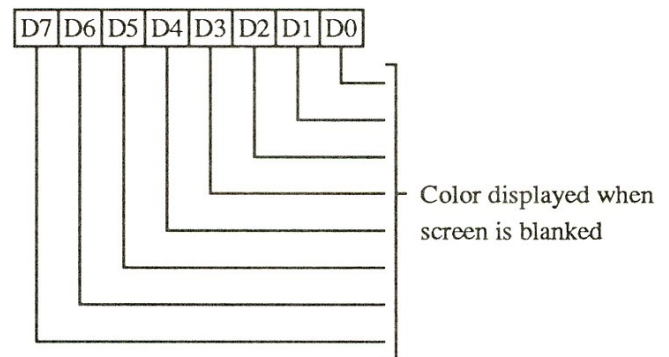 D7 D6 D5 D4 D3 D2 D1 D0
Color displayed when
screen is blanked